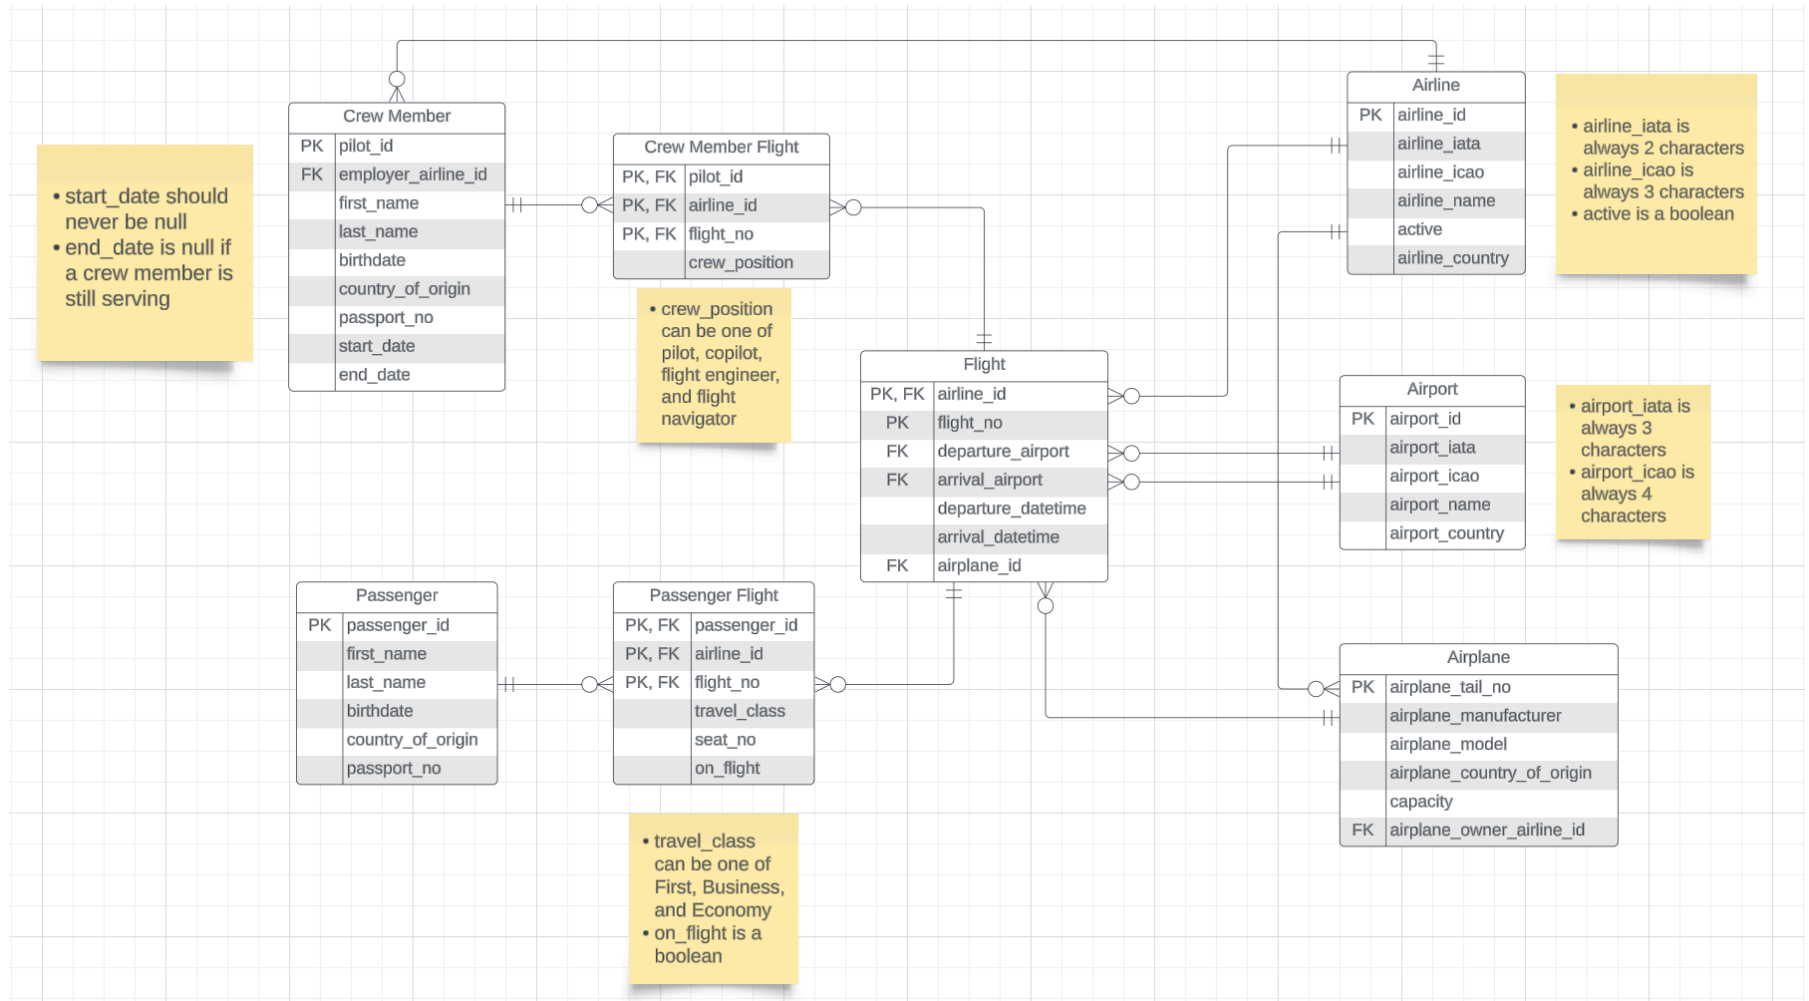 • start_date should
never be null
• end_date is null if
a crew member is
still serving
Crew Member
PK pilot_id
FK employer_airline_id
first_name
last_name
birthdate
country_of_origin
passport_no
start_date
end_date
Crew Member Flight
PK, FK pilot_id
PK, FK airline_id
PK, FK flight_no
crew_position
• crew_position
can be one of
pilot, copilot,
flight engineer,
and flight
navigator
Airline
PK airline_id
airline_iata
airline_icao
airline_name
active
airline_country
• airline_iata is
always 2 characters
• airline_icao is
always 3 characters
• active is a boolean
Flight
PK, FK airline_id
PK flight_no
FK departure_airport
FK arrival_airport
departure_datetime
arrival_datetime
FK airplane_id
Airport
PK airport_id
airport_iata
airport_icao
airport_name
airport_country
• airport_iata is
always 3
characters
• airport_icao is
always 4
characters
Passenger
PK passenger_id
first_name
last_name
birthdate
country_of_origin
passport_no
Passenger Flight
PK, FK passenger_id
PK, FK airline_id
PK, FK flight_no
travel_class
seat_no
on_flight
• travel_class
can be one of
First, Business,
and Economy
• on_flight is a
boolean
Airplane
PK airplane_tail_no
airplane_manufacturer
airplane_model
airplane_country_of_origin
capacity
FK airplane_owner_airline_id